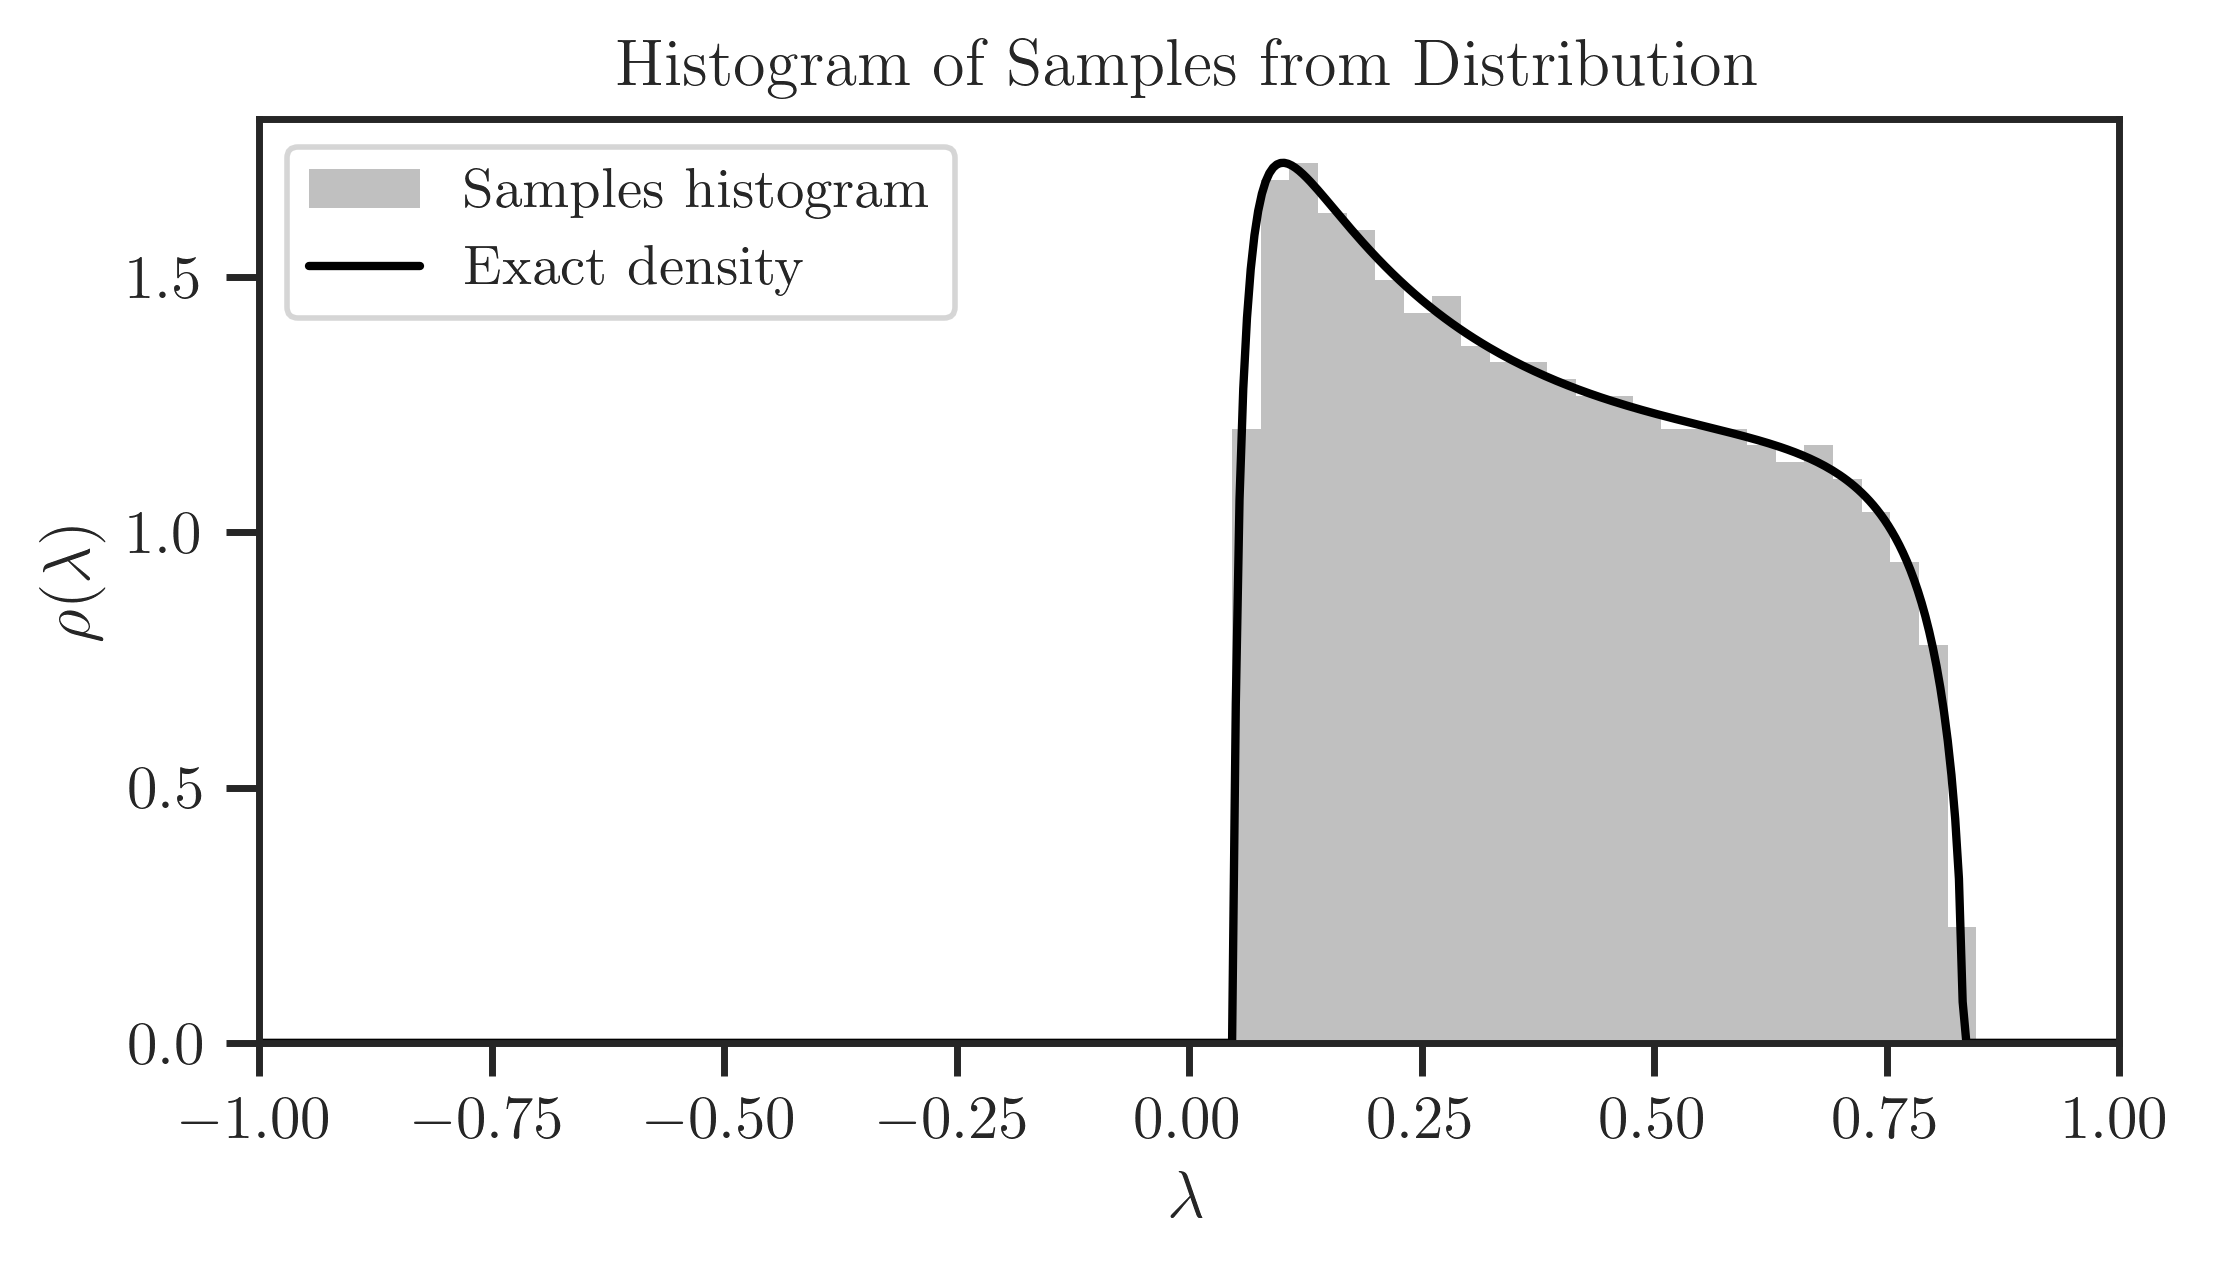 Histogram of Samples from Distribution
Samples histogram
Exact density
ρ(λ)
1.5
1.0
0.5
0.0
−1.00 −0.75 −0.50 −0.25 0.00 0.25 0.50 0.75 1.00
λ